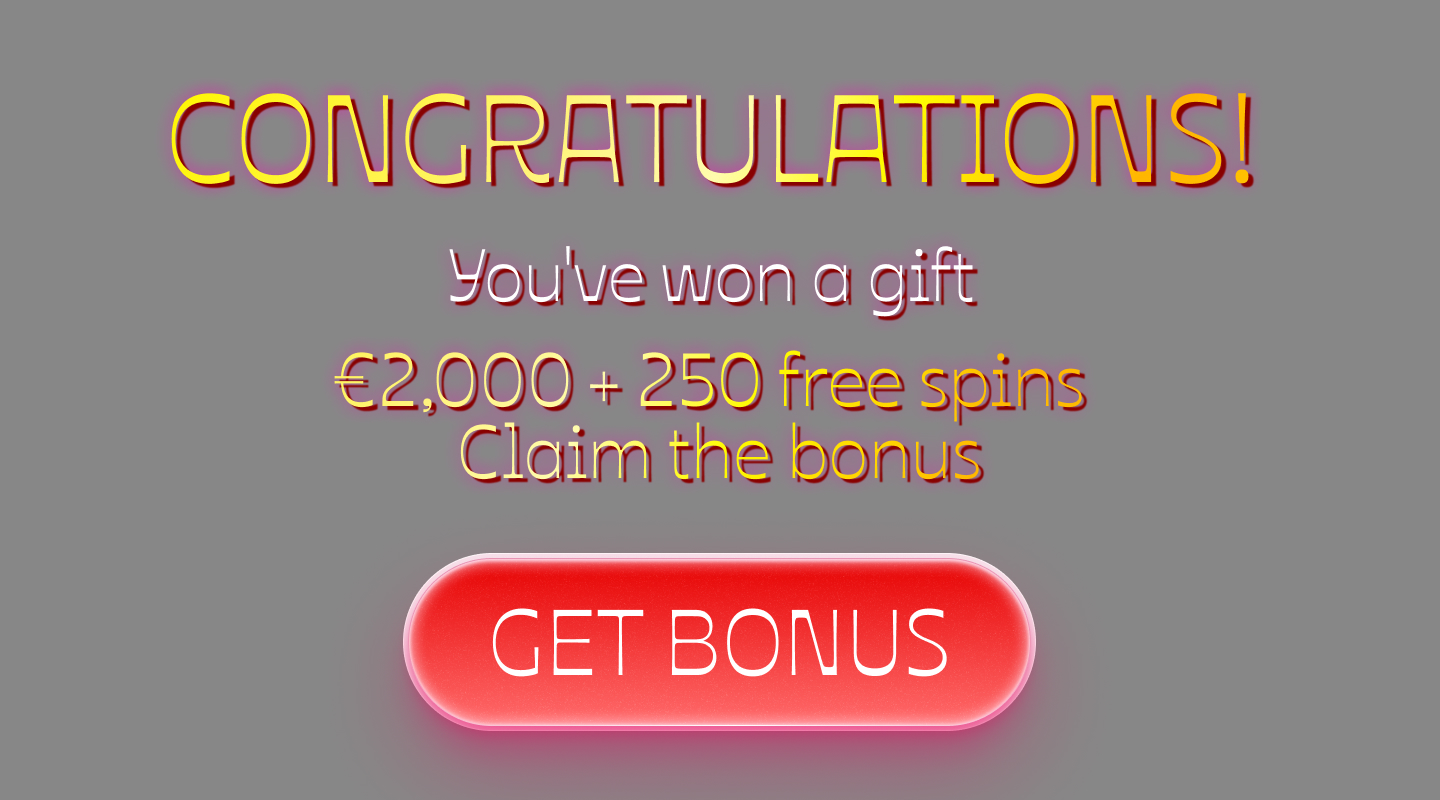 CONGRATULATIONS!
You've won a gift
€2,000 + 250 free spins
Claim the bonus
GET BONUS